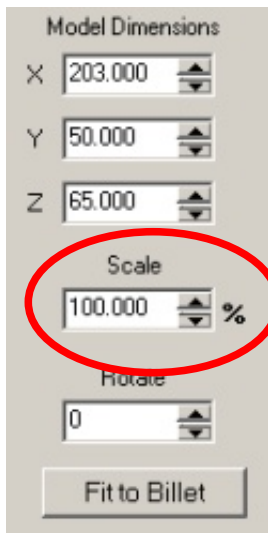 Model Dimensions
X 203.000
Y 50.000
Z 65.000
Scale
100.000 %
Rotate
0
Fit to Billet